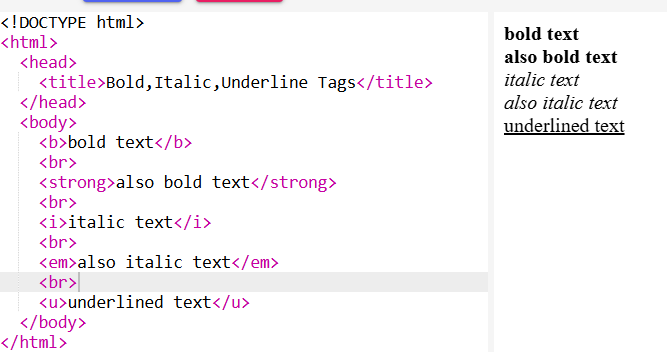 <!DOCTYPE html>
<html>
<head>
<title>Bold,Italic,Underline Tags</title>
</head>
<body>
<b>bold text</b>
<br>
<strong>also bold text</strong>
<br>
<i>italic text</i>
<br>
<em>also italic text</em>
<br>
<u>underlined text</u>
</body>
</html>
bold text
also bold text
italic text
also italic text
underlined text